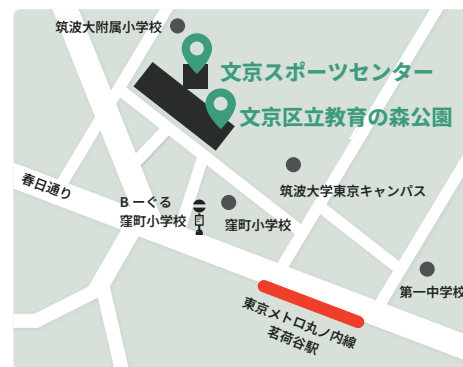 筑波大附属小学校
文京スポーツセンター
文京区立教育の森公園
筑波大学東京キャンパス
春日通り
B ーぐる
窪町小学校
窪町小学校
第一中学校
東京メトロ丸ノ内線
茗荷谷駅